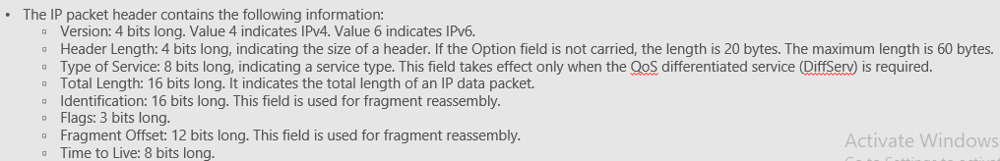 • The IP packet header contains the following information:
▫ Version: 4 bits long. Value 4 indicates IPv4. Value 6 indicates IPv6.
▫ Header Length: 4 bits long, indicating the size of a header. If the Option field is not carried, the length is 20 bytes. The maximum length is 60 bytes.
▫ Type of Service: 8 bits long, indicating a service type. This field takes effect only when the QoS differentiated service (DiffServ) is required.
▫ Total Length: 16 bits long. It indicates the total length of an IP data packet.
▫ Identification: 16 bits long. This field is used for fragment reassembly.
▫ Flags: 3 bits long.
▫ Fragment Offset: 12 bits long. This field is used for fragment reassembly.
Activate Windows
▫ Time to Live: 8 bits long.